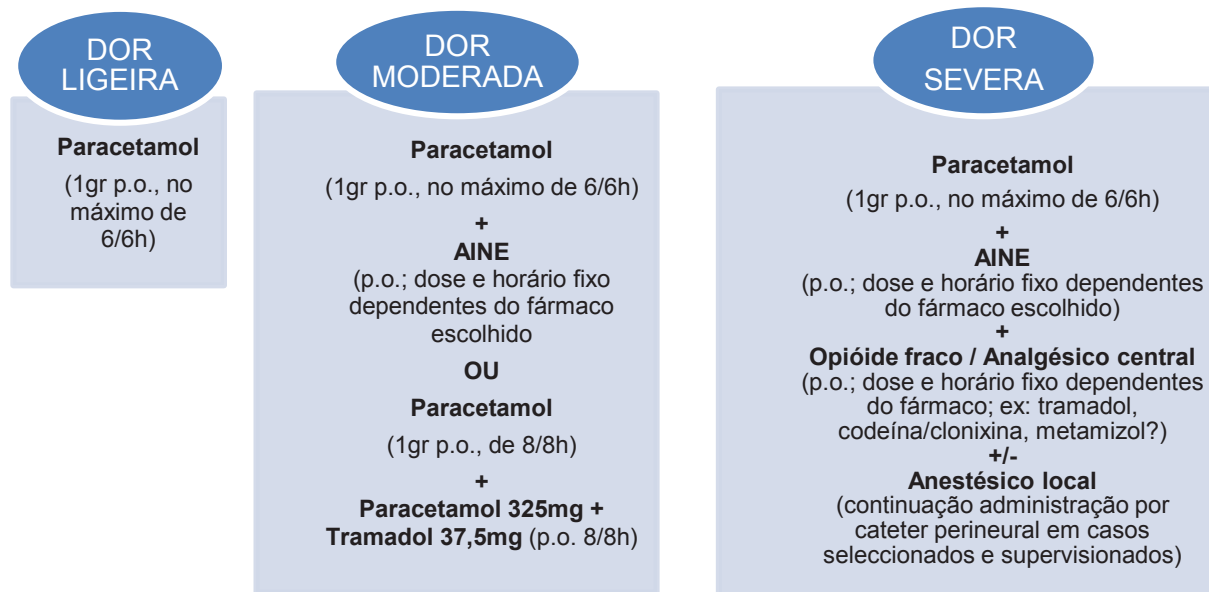 DOR
LIGEIRA
Paracetamol
(1gr p.o., no
máximo de
6/6h)
DOR
MODERADA
Paracetamol
(1gr p.o., no máximo de 6/6h)
+
AINE
(p.o.; dose e horário fixo
dependentes do fármaco
escolhido
OU
Paracetamol
(1gr p.o., de 8/8h)
+
Paracetamol 325mg +
Tramadol 37,5mg (p.o. 8/8h)
DOR
SEVERA
Paracetamol
(1gr p.o., no máximo de 6/6h)
+
AINE
(p.o.; dose e horário fixo dependentes
do fármaco escolhido)
+
Opióide fraco / Analgésico central
(p.o.; dose e horário fixo dependentes
do fármaco; ex: tramadol,
codeína/clonixina, metamizol?)
+/-
Anestésico local
(continuação administração por
cateter perineural em casos
seleccionados e supervisionados)